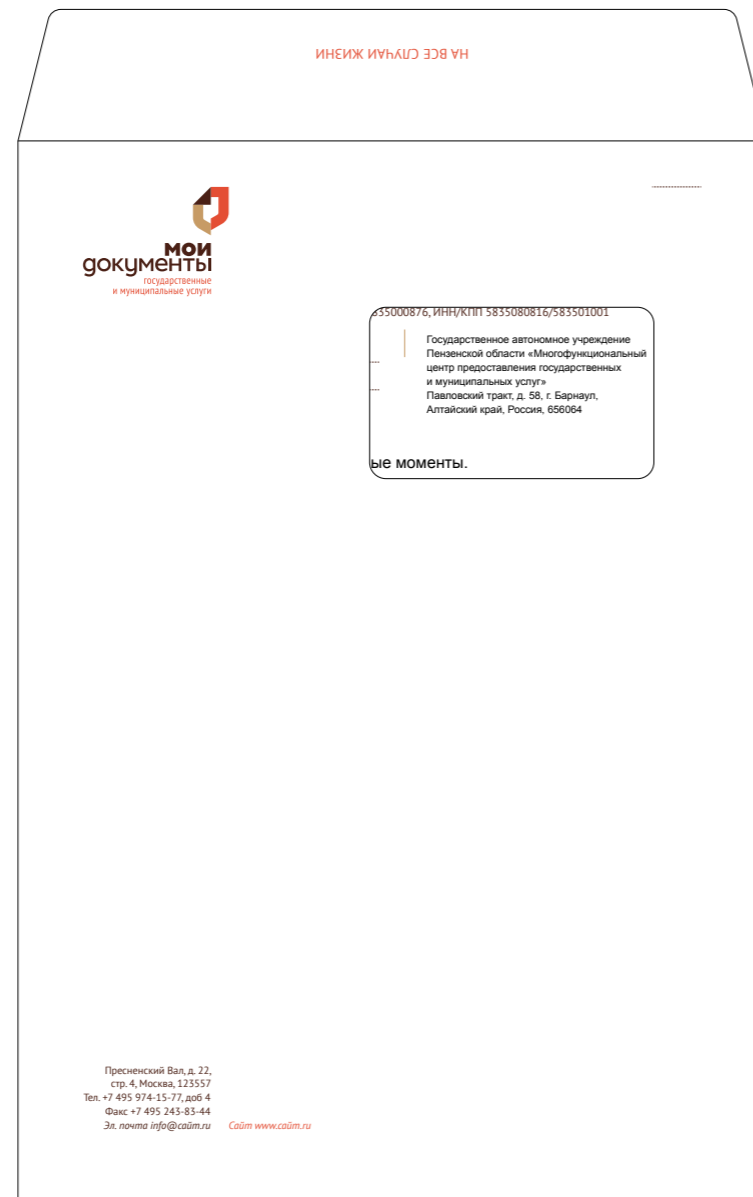 НА ВСЕ СЛУЧАИ ЖИЗНИ
мои
документы
государственные
и муниципальные услуги
35000876, ИНН/КПП 5835080816/583501001
Государственное автономное учреждение
Пензенской области «Многофункциональный
центр предоставления государственных
и муниципальных услуг»
Павловский тракт, д. 58, г. Барнаул,
Алтайский край, Россия, 656064
ые моменты.
Пресненский Вал, д. 22,
стр. 4, Москва, 123557
Тел. +7 495 974-15-77, доб 4
Факс +7 495 243-83-44
Эл. почта info@сайт.ru Сайт www.сайт.ru